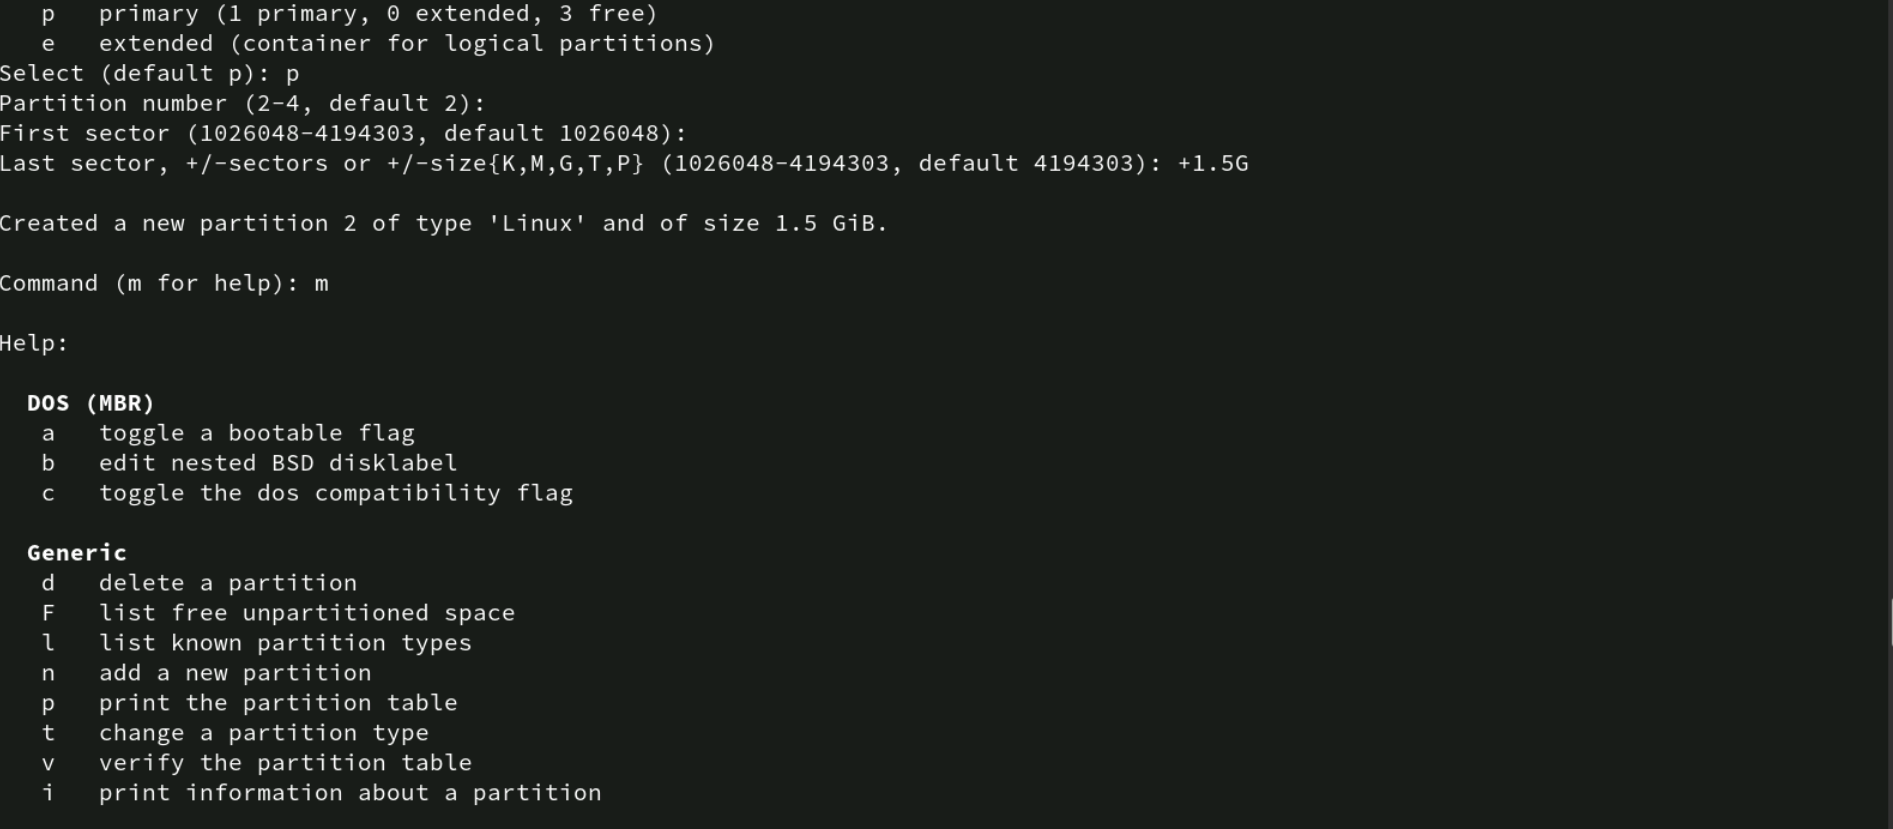 p   primary (1 primary, 0 extended, 3 free)
e   extended (container for logical partitions)
Select (default p): p
Partition number (2-4, default 2):
First sector (1026048-4194303, default 1026048):
Last sector, +/-sectors or +/-size{K,M,G,T,P} (1026048-4194303, default 4194303): +1.5G
Created a new partition 2 of type 'Linux' and of size 1.5 GiB.
Command (m for help): m
Help:
DOS (MBR)
a   toggle a bootable flag
b   edit nested BSD disklabel
c   toggle the dos compatibility flag
Generic
d   delete a partition
F   list free unpartitioned space
l   list known partition types
n   add a new partition
p   print the partition table
t   change a partition type
v   verify the partition table
i   print information about a partition